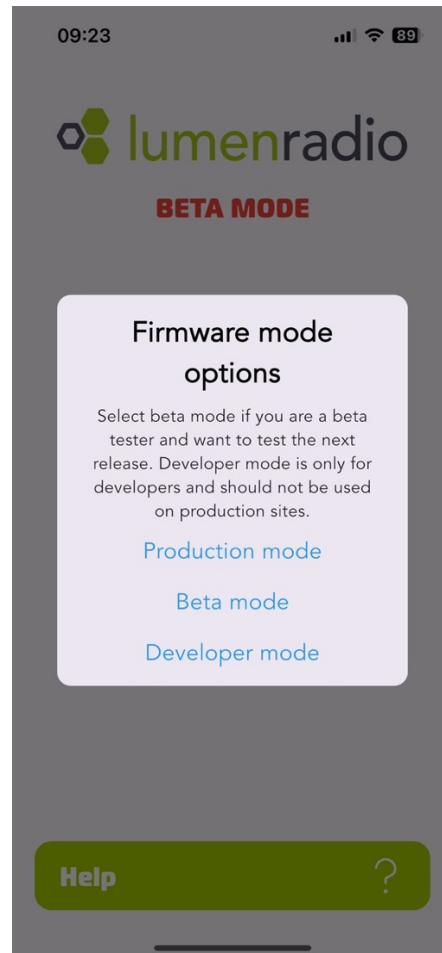 09:23
89
lumenradio
BETA MODE
Firmware mode
options
Select beta mode if you are a beta
tester and want to test the next
release. Developer mode is only for
developers and should not be used
on production sites.
Production mode
Beta mode
Developer mode
Help ?